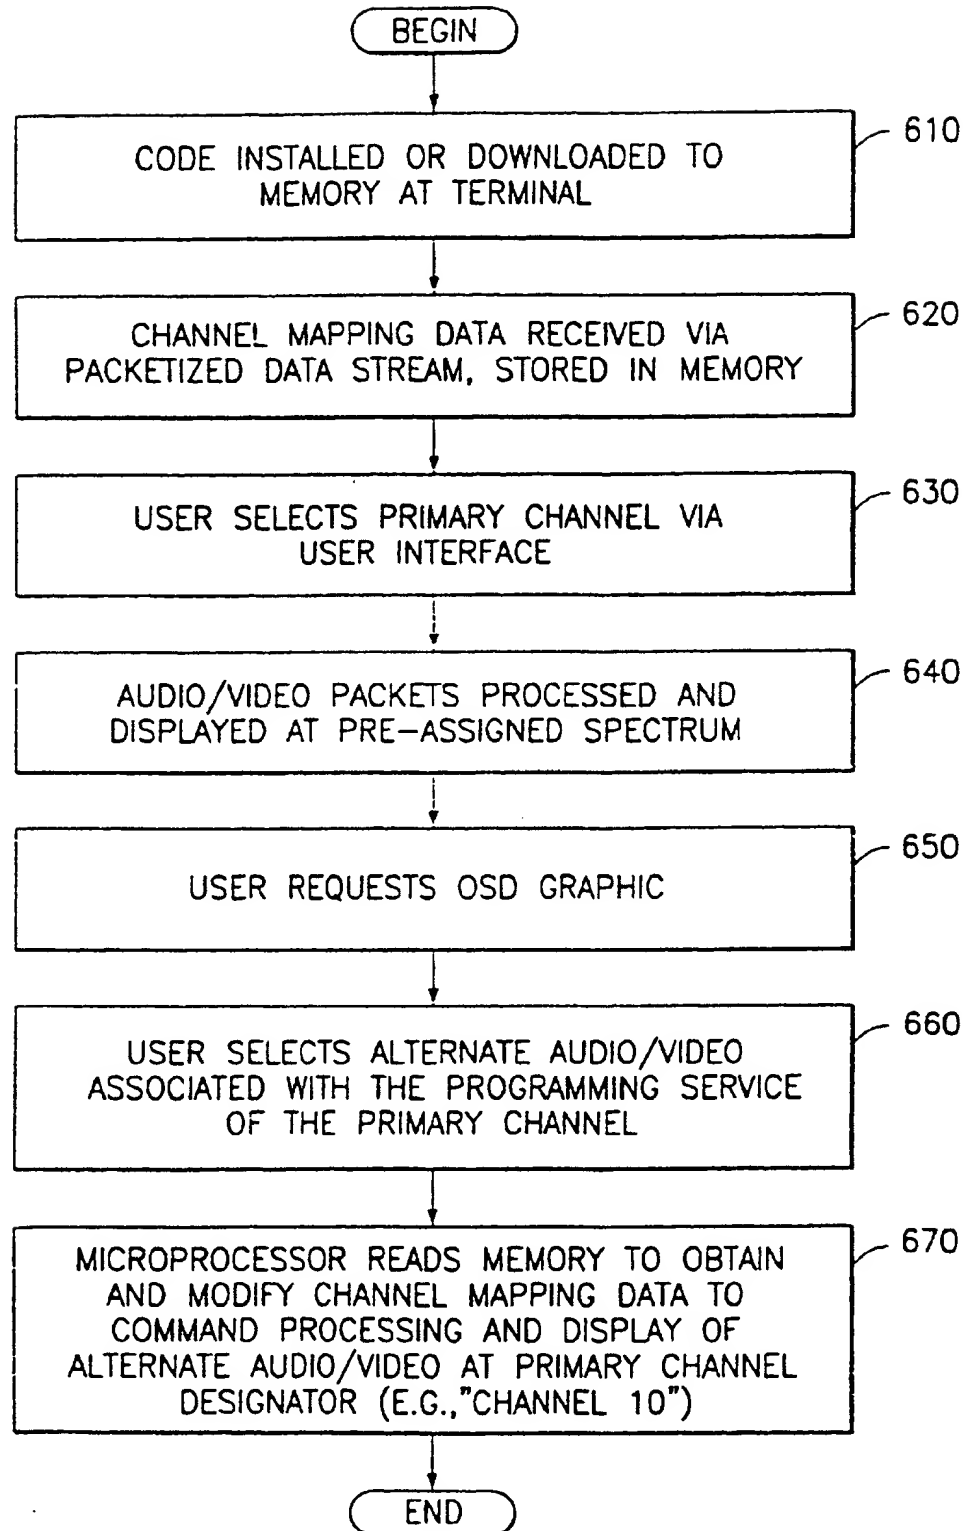 BEGIN
610
CODE INSTALLED OR DOWNLOADED TO
MEMORY AT TERMINAL
620
CHANNEL MAPPING DATA RECEIVED VIA
PACKETIZED DATA STREAM, STORED IN MEMORY
630
USER SELECTS PRIMARY CHANNEL VIA
USER INTERFACE
640
AUDIO/VIDEO PACKETS PROCESSED AND
DISPLAYED AT PRE-ASSIGNED SPECTRUM
650
USER REQUESTS OSD GRAPHIC
660
USER SELECTS ALTERNATE AUDIO/VIDEO
ASSOCIATED WITH THE PROGRAMMING SERVICE
OF THE PRIMARY CHANNEL
670
MICROPROCESSOR READS MEMORY TO OBTAIN
AND MODIFY CHANNEL MAPPING DATA TO
COMMAND PROCESSING AND DISPLAY OF
ALTERNATE AUDIO/VIDEO AT PRIMARY CHANNEL
DESIGNATOR (E.G.,"CHANNEL 10")
END